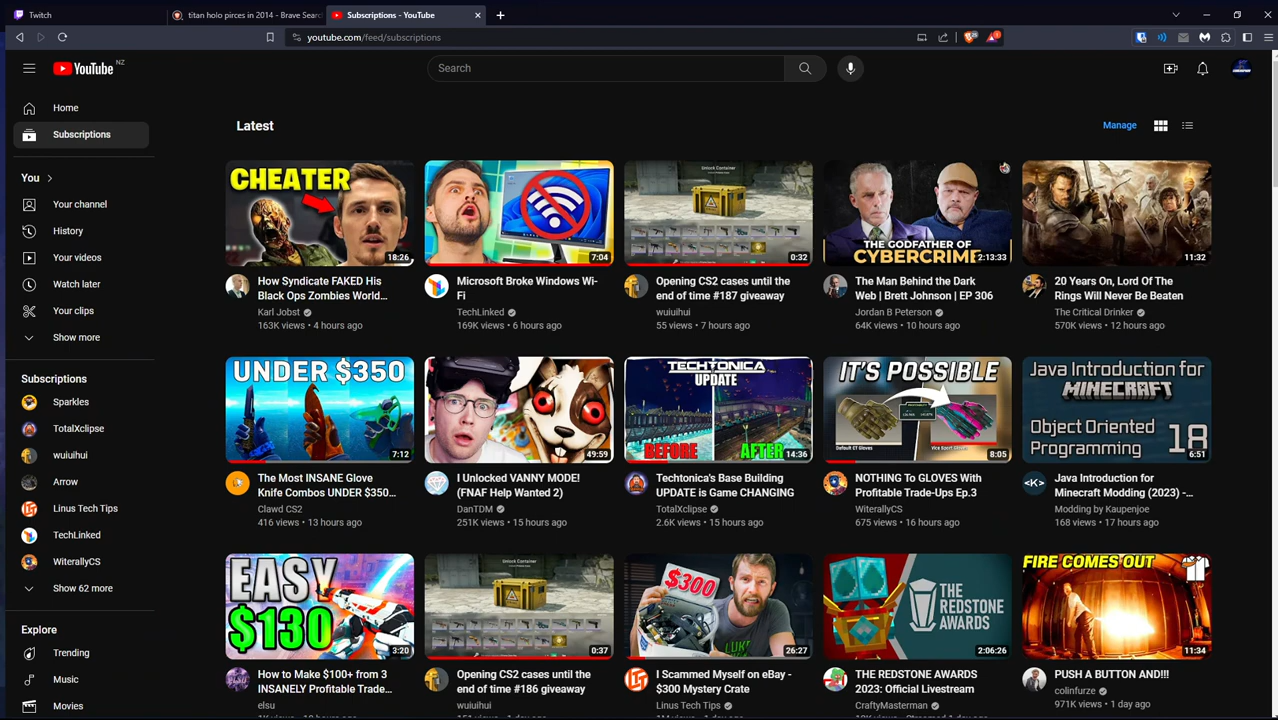 Twitch
titan holo pirces in 2014 - Brave Searc
Subscriptions - YouTube
youtube.com/feed/subscriptions
YouTube NZ
Search
Home
Subscriptions
You
Your channel
History
Your videos
Watch later
Your clips
Show more
Subscriptions
Sparkles
TotalXclipse
wuiuihui
Arrow
Linus Tech Tips
TechLinked
WiterallyCS
Show 62 more
Explore
Trending
Music
Movies
Latest
Manage
CHEATER
18:26
How Syndicate FAKED His
Black Ops Zombies World...
Karl Jobst
163K views • 4 hours ago
7:04
Microsoft Broke Windows Wi-
Fi
TechLinked
169K views • 6 hours ago
Unlock Container
0:32
Opening CS2 cases until the
end of time #187 giveaway
wuiuihui
55 views • 7 hours ago
THE GODFATHER OF
CYBERCRIME
2:13:33
The Man Behind the Dark
Web | Brett Johnson | EP 306
Jordan B Peterson
64K views • 10 hours ago
11:32
20 Years On, Lord Of The
Rings Will Never Be Beaten
The Critical Drinker
570K views • 12 hours ago
UNDER $350
7:12
The Most INSANE Glove
Knife Combos UNDER $350...
Clawd CS2
416 views • 13 hours ago
49:59
I Unlocked VANNY MODE!
(FNAF Help Wanted 2)
DanTDM
251K views • 15 hours ago
TECHTONICA
UPDATE
BEFORE
AFTER
14:36
Techtonica's Base Building
UPDATE is Game CHANGING
TotalXclipse
2.6K views • 15 hours ago
IT'S POSSIBLE
Default ET Gloves
Vice Sport Gloves
8:05
NOTHING To GLOVES With
Profitable Trade-Ups Ep.3
WiterallyCS
675 views • 16 hours ago
Java Introduction for
MINECRAFT
Object Oriented
Programming
18
6:51
<K>
Java Introduction for
Minecraft Modding (2023) -...
Modding by Kaupenjoe
168 views • 17 hours ago
EASY
$130
3:20
How to Make $100+ from 3
INSANELY Profitable Trade...
elsu
Unlock Container
0:37
Opening CS2 cases until the
end of time #186 giveaway
wuiuihui
$300
LUKE
26:27
I Scammed Myself on eBay -
$300 Mystery Crate
Linus Tech Tips
THE
REDSTONE
AWARDS
2:06:26
THE REDSTONE AWARDS
2023: Official Livestream
CraftyMasterman
FIRE COMES OUT
11:34
PUSH A BUTTON AND!!!
colinfurze
971K views • 1 day ago